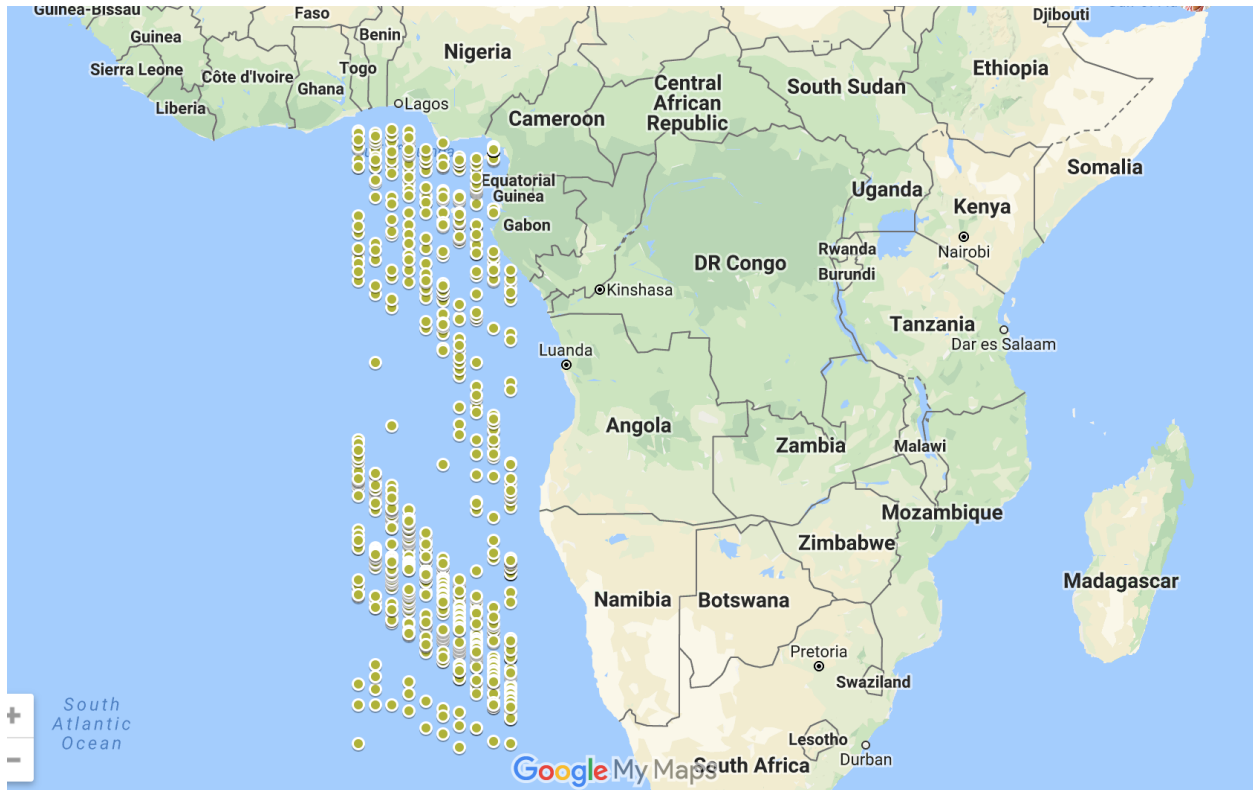 Guinea-Bissau
Faso
Djibouti
Guinea
Benin
Nigeria
Sierra Leone
Côte d'Ivoire
Togo
Ghana
Central
African
Republic
South Sudan
Ethiopia
Liberia
Lagos
Cameroon
Somalia
Equatorial
Guinea
Uganda
Kenya
Gabon
Rwanda
Nairobi
DR Congo
Burundi
Kinshasa
Tanzania
Dar es Salaam
Luanda
Angola
Zambia
Malawi
Mozambique
Zimbabwe
Madagascar
Namibia
Botswana
Pretoria
Swaziland
South
Atlantic
Ocean
+
−
Lesotho
Durban
South Africa
Google My Maps